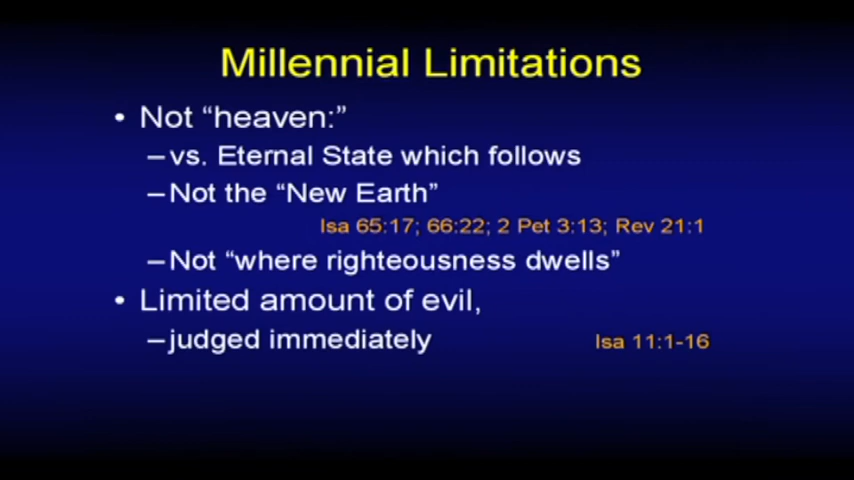 Millennial Limitations
• Not “heaven:”
–vs. Eternal State which follows
–Not the “New Earth”
Isa 65:17; 66:22; 2 Pet 3:13; Rev 21:1
–Not “where righteousness dwells”
• Limited amount of evil,
–judged immediately Isa 11:1-16